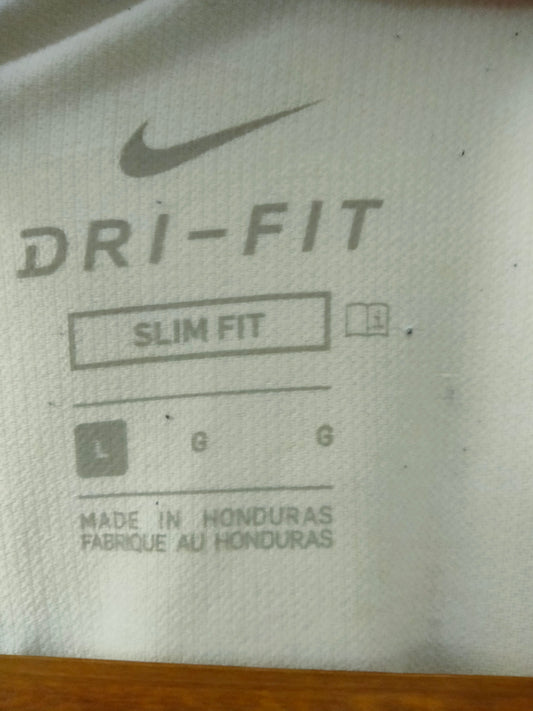 DRI-FIT
SLIM FIT
i
L G G
MADE IN HONDURAS
FABRIQUE AU HONDURAS